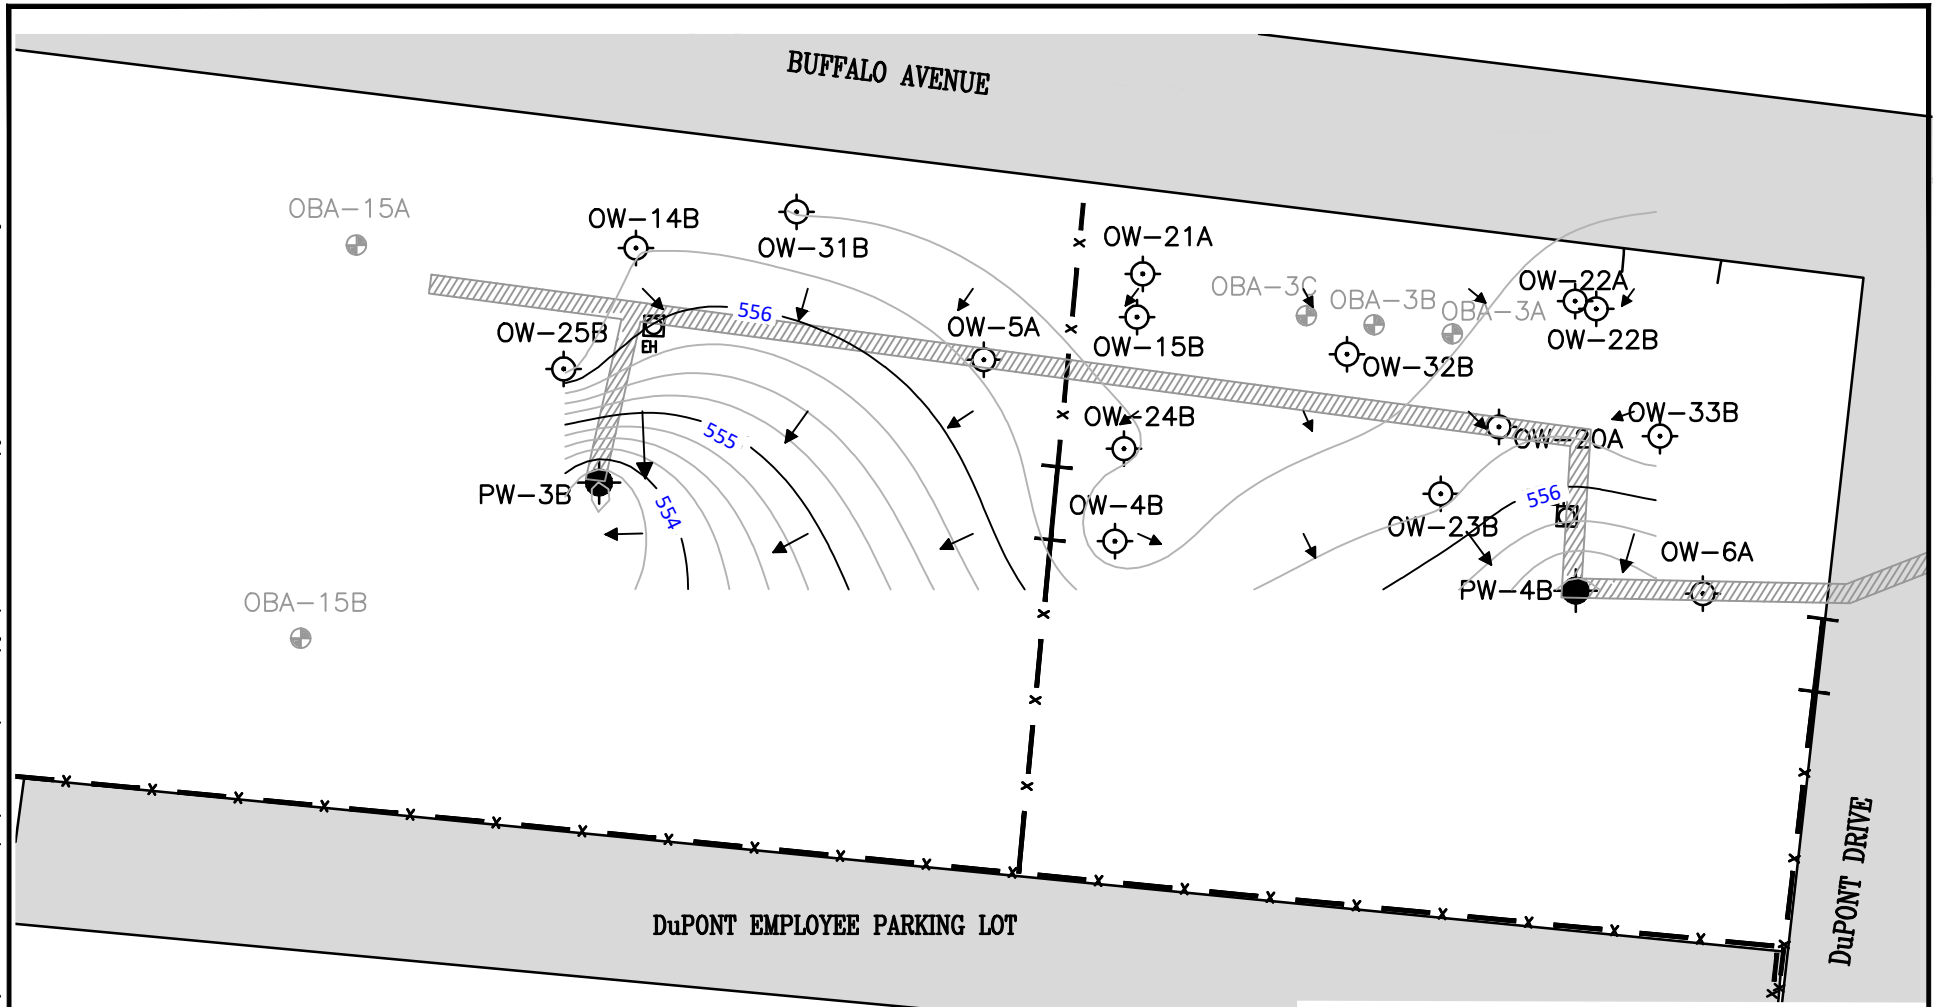 BUFFALO AVENUE
OBA-15A
OW-14B
OW-31B
OW-21A
OBA-3C
OBA-3B
OBA-3A
OW-22A
OW-25B
EH
556
OW-5A
OW-15B
OW-32B
OW-22B
555
OW-24B
OW-20A
OW-33B
PW-3B
554
OW-4B
OW-23B
556
OW-6A
PW-4B
OBA-15B
DuPONT EMPLOYEE PARKING LOT
DuPONT DRIVE